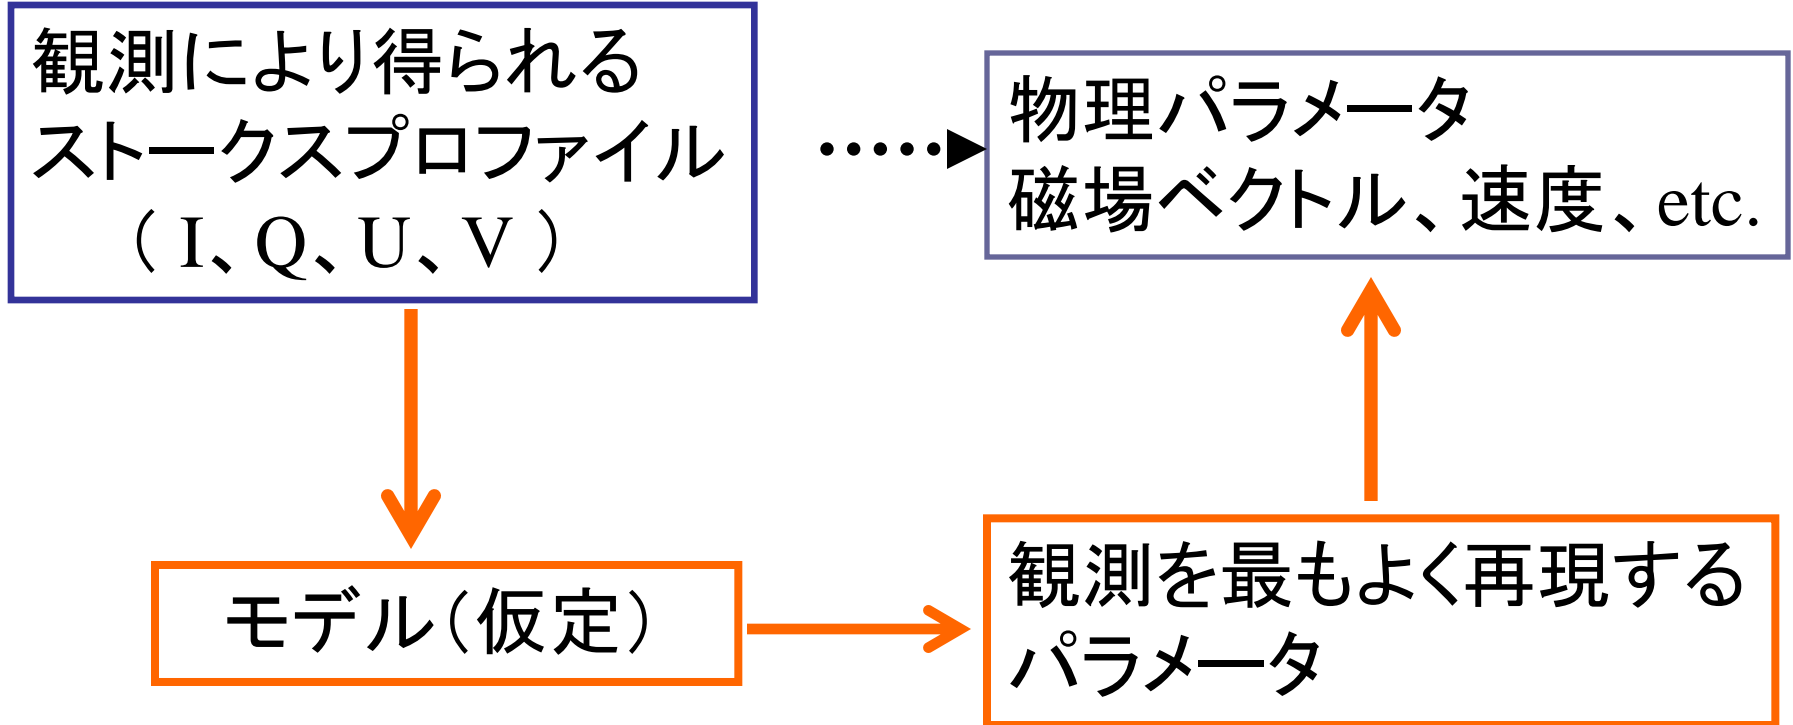 観測により得られる
ストークスプロファイル
（ I、Q、U、V ）
物理パラメータ
磁場ベクトル、速度、etc.
モデル（仮定）
観測を最もよく再現する
パラメータ